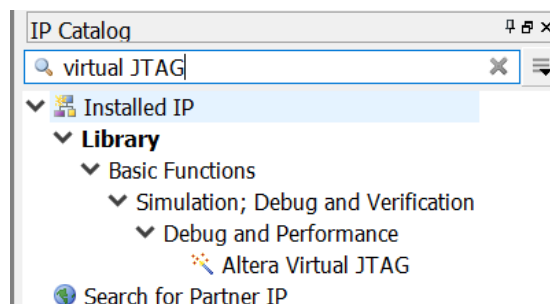 IP Catalog
virtual JTAG
Installed IP
Library
Basic Functions
Simulation; Debug and Verification
Debug and Performance
Altera Virtual JTAG
Search for Partner IP